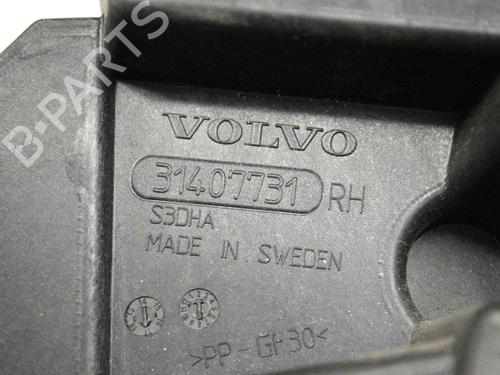 B-PARTS
VOLVO
31407731 RH
S3DHA
MADE IN SWEDEN
>PP-GF30<